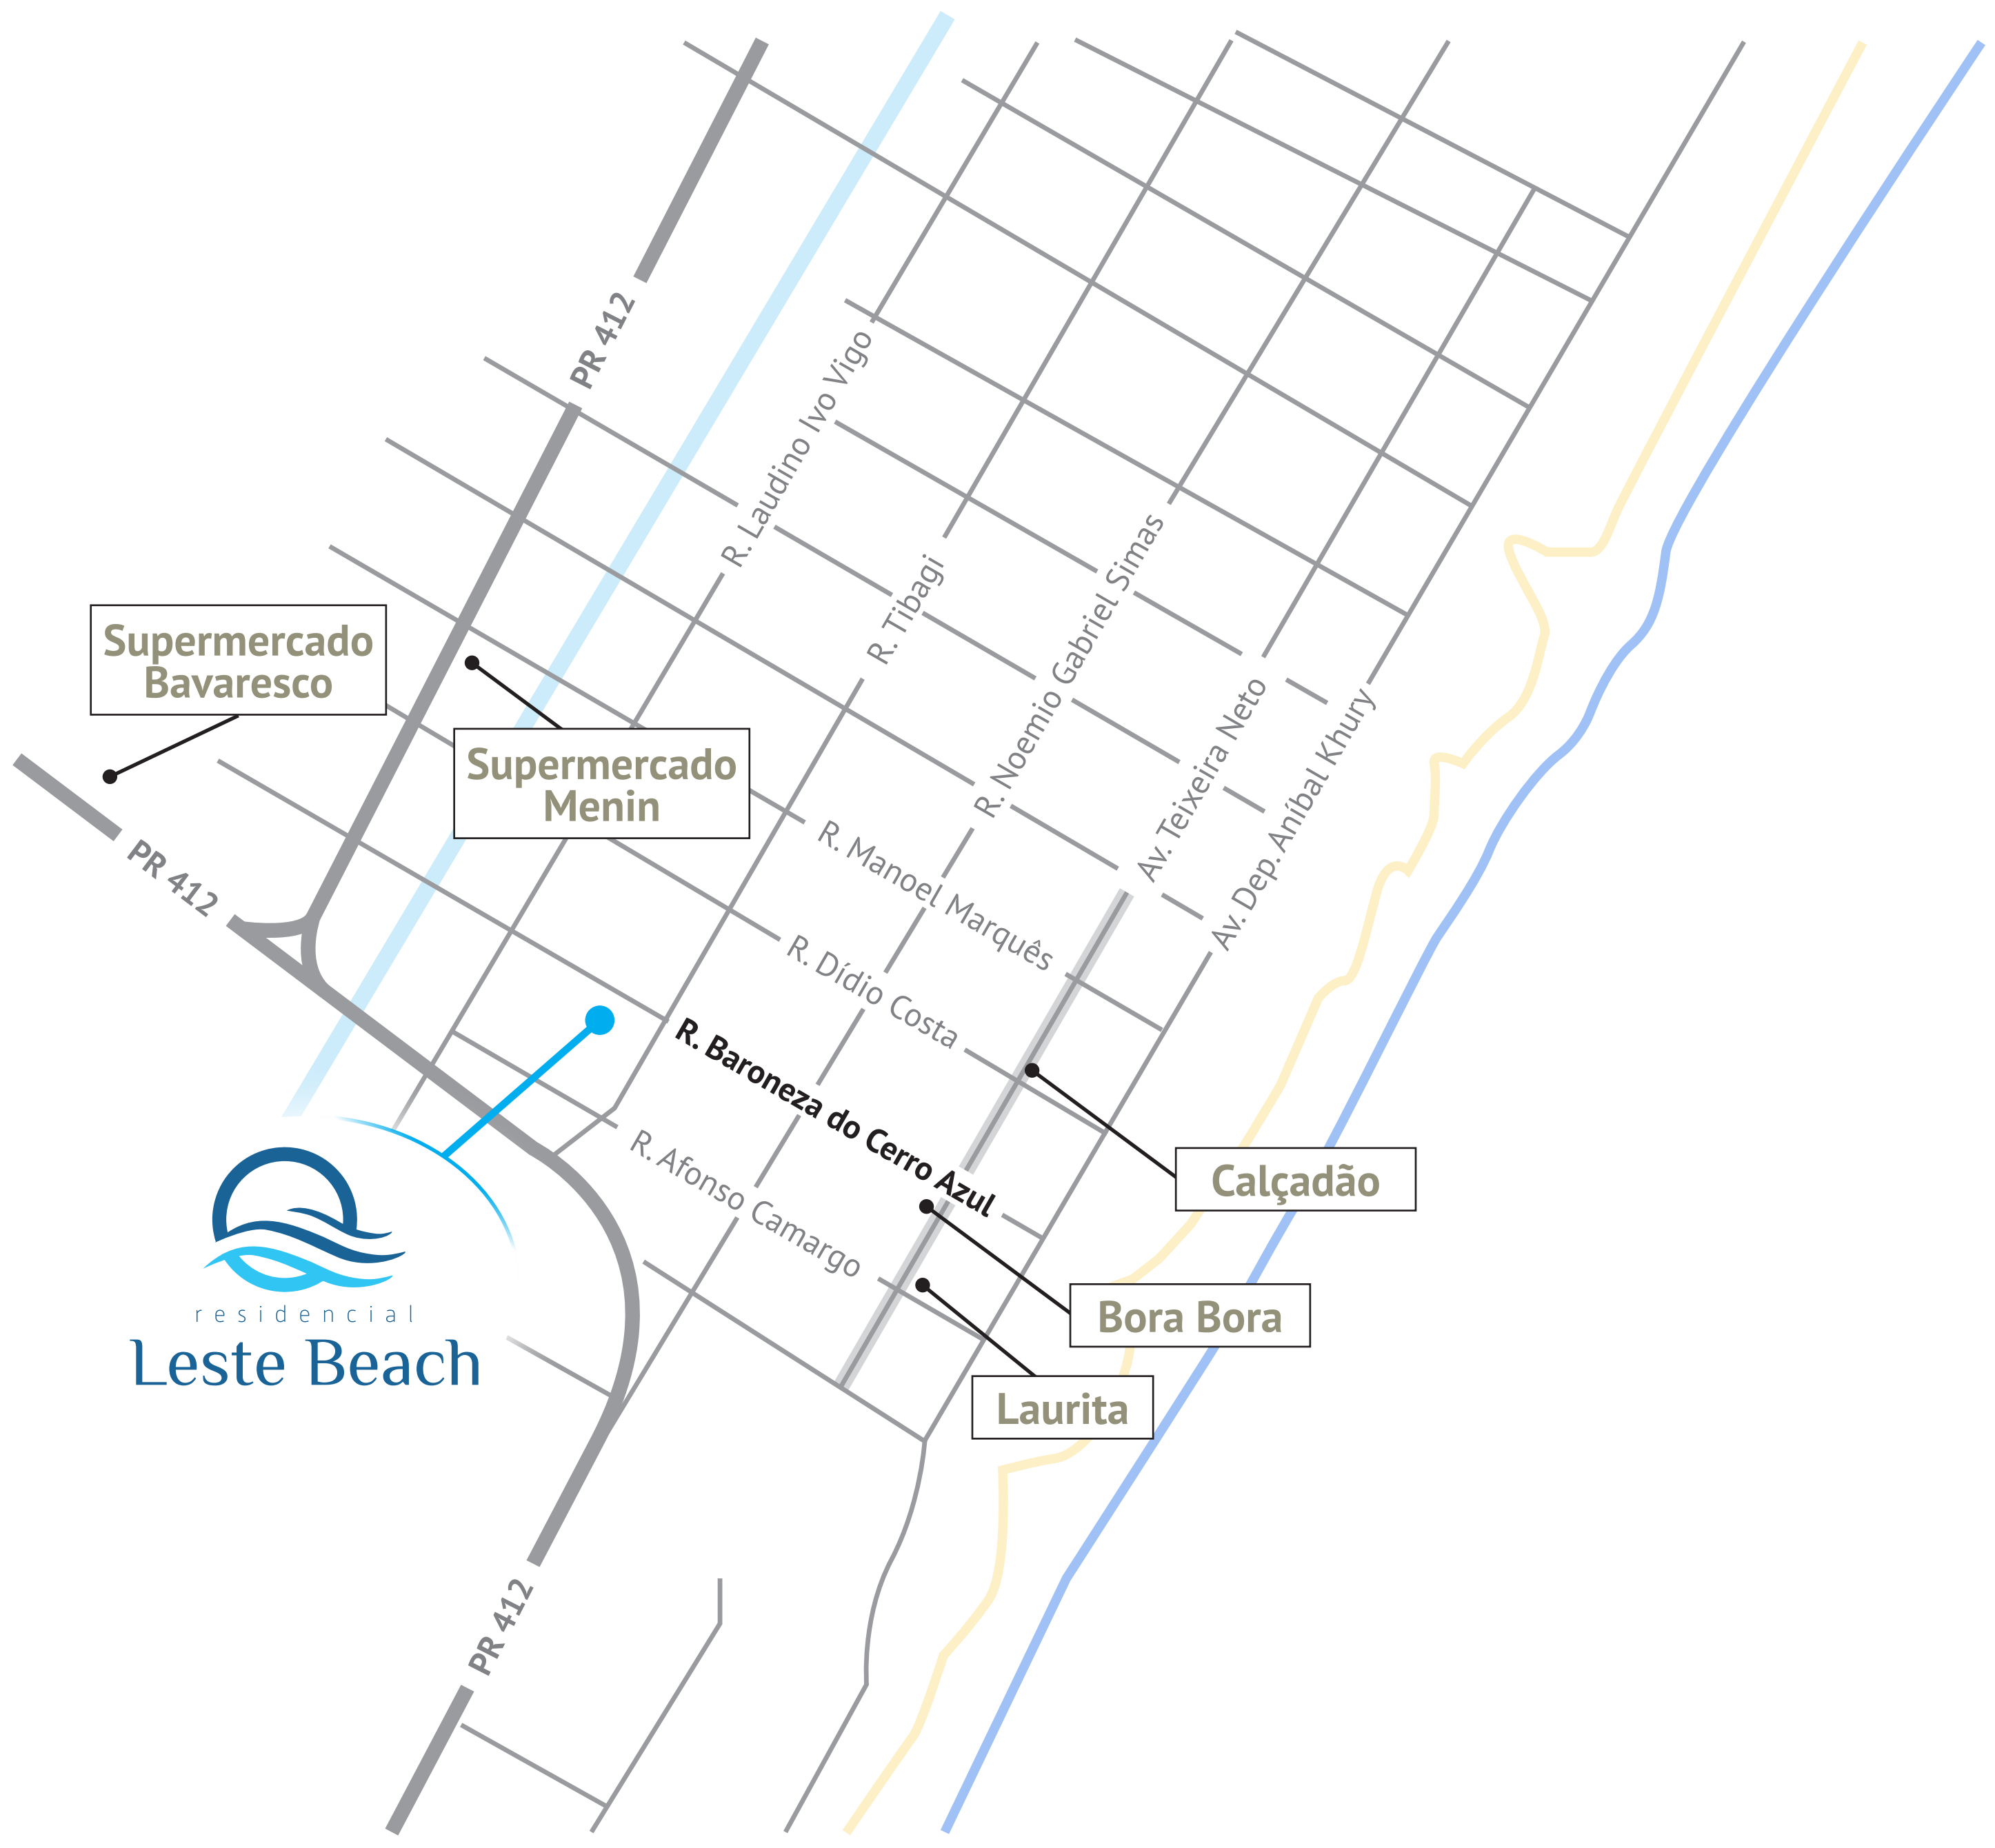 PR 412
R. Laudino Ivo Vigo
R. Tibagi
R. Noemio Gabriel Simas
Av. Teixeira Neto
Av. Dep. Aníbal Khury
Supermercado
Bavaresco
Supermercado
Menin
PR 412
R. Manoel Marquês
R. Dídio Costa
R. Baroneza do Cerro Azul
R. Afonso Camargo
Calçadão
Bora Bora
Laurita
residencial
Leste Beach
PR 412